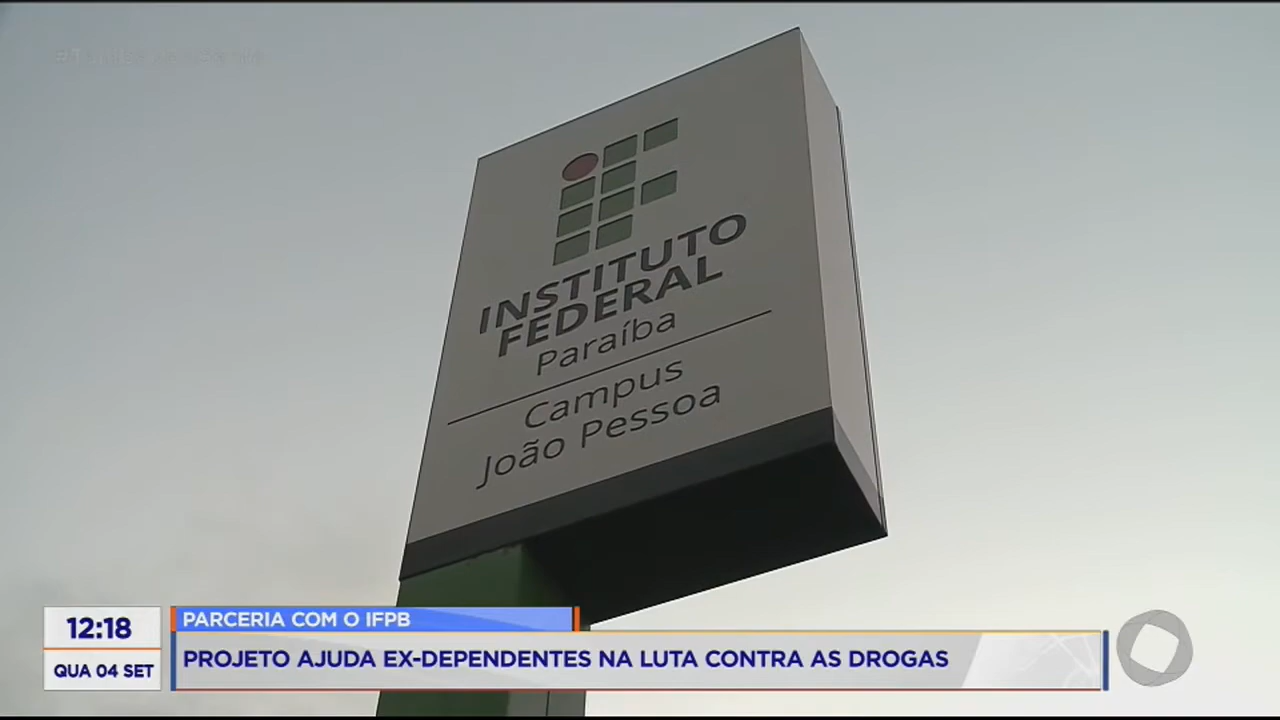 INSTITUTO
FEDERAL
Paraíba
Campus
João Pessoa
12:18
QUA 04 SET
PARCERIA COM O IFPB
PROJETO AJUDA EX-DEPENDENTES NA LUTA CONTRA AS DROGAS